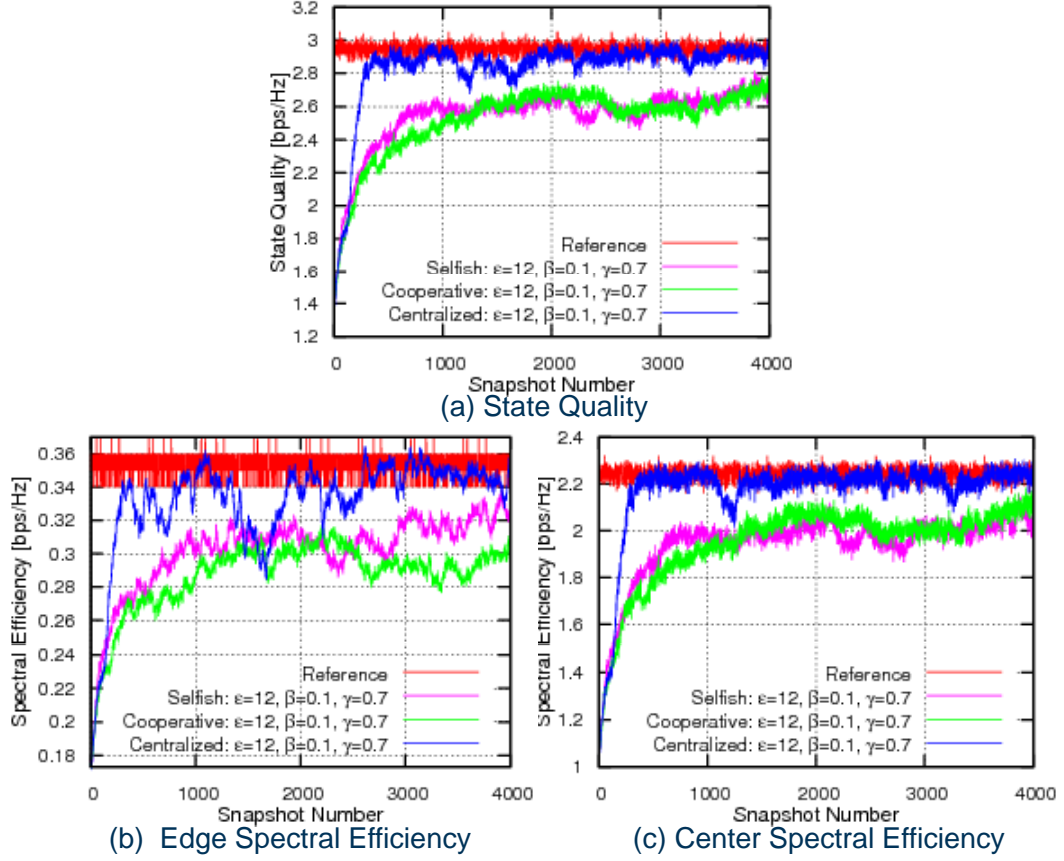 3.2
3
2.8
2.6
2.4
2.2
2
1.8
1.6
1.4
1.2
State Quality [bps/Hz]
Reference
Selfish: ε=12, β=0.1, γ=0.7
Cooperative: ε=12, β=0.1, γ=0.7
Centralized: ε=12, β=0.1, γ=0.7
0 1000 2000 3000 4000
Snapshot Number
(a) State Quality
0.36
0.34
0.32
0.3
0.28
0.26
0.24
0.22
0.2
0.18
Spectral Efficiency [bps/Hz]
Reference
Selfish: ε=12, β=0.1, γ=0.7
Cooperative: ε=12, β=0.1, γ=0.7
Centralized: ε=12, β=0.1, γ=0.7
0 1000 2000 3000 4000
Snapshot Number
(b) Edge Spectral Efficiency
2.4
2.2
2
1.8
1.6
1.4
1.2
1
Spectral Efficiency [bps/Hz]
Reference
Selfish: ε=12, β=0.1, γ=0.7
Cooperative: ε=12, β=0.1, γ=0.7
Centralized: ε=12, β=0.1, γ=0.7
0 1000 2000 3000 4000
Snapshot Number
(c) Center Spectral Efficiency